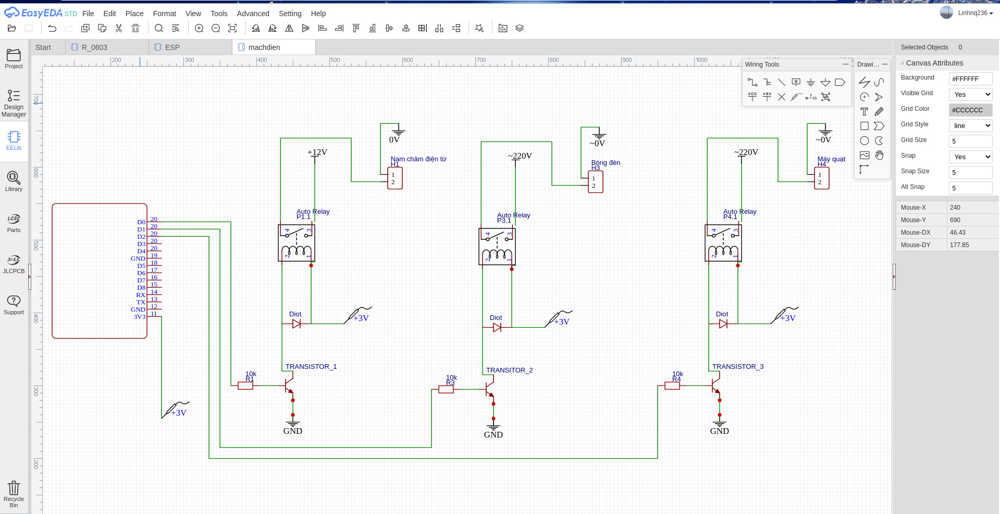 EasyEDA STD File Edit Place Format View Tools Advanced Setting Help
Linhnq236
Start R_0603 ESP machdien
Selected Objects 0
200 300 400 500 600 700 800 900 1000
Project
Design
Manager
EELib
Library
LCSC
Parts
J@LC
JLCPCB
Support
Recycle
Bin
700
600
500
400
300
200
Wiring Tools
N
VCC +5V
Drawi...
Canvas Attributes
Background #FFFFFF
Visible Grid Yes
Grid Color #CCCCCC
Grid Style line
Grid Size 5
Snap Yes
Snap Size 5
Alt Snap 5
Mouse-X 240
Mouse-Y 690
Mouse-DX 46.43
Mouse-DY 177.85
D0 20
D1 20
D2 20
D3 20
D4 20
GND 19
D5 18
D6 17
D7 16
D8 15
RX 14
TX 13
GND 12
3V3 11
+3V
0V
+12V
Nam châm điện từ
H1
1
2
Auto Relay
P1.1
4 3
2 1
Diot
+3V
TRANSISTOR_1
10k
R1
GND
~0V
~220V
Bóng đèn
H3
1
2
Auto Relay
P3.1
4 3
2 1
Diot
+3V
TRANSITOR_2
10k
R3
GND
~0V
~220V
Máy quạt
H4
1
2
Auto Relay
P4.1
4 3
2 1
Diot
+3V
TRANSISTOR_3
10k
R4
GND